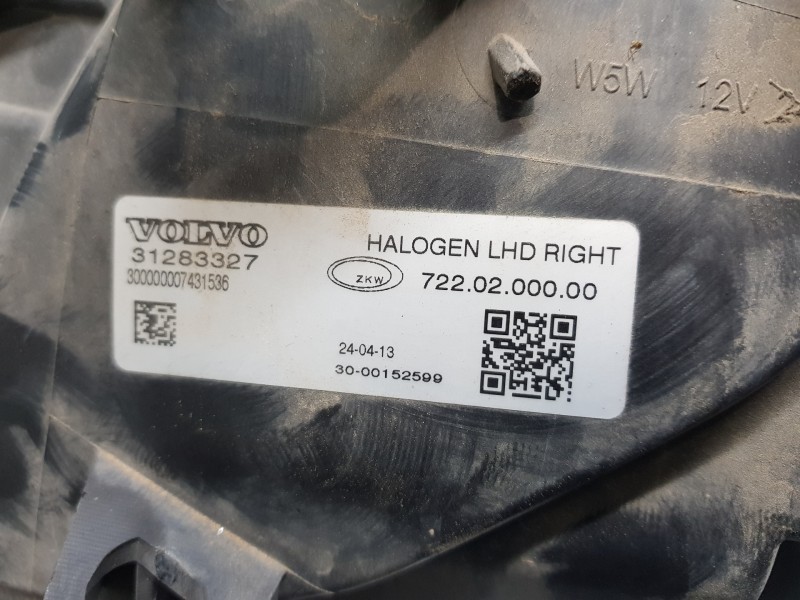 W5W 12V
VOLVO
31283327
300000007431536
HALOGEN LHD RIGHT
ZKW
722.02.000.00
24-04-13
30-00152599